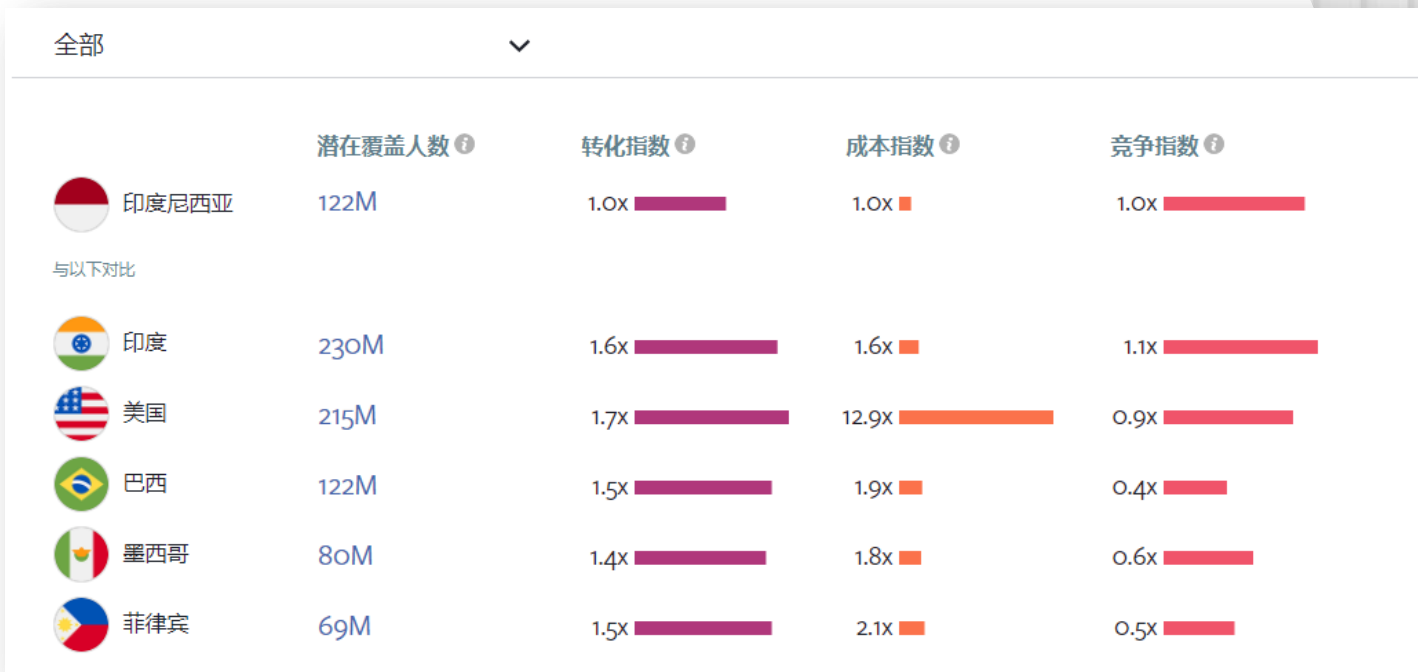 全部
潜在覆盖人数 转化指数 成本指数 竞争指数
印度尼西亚 122M 1.0x 1.0x 1.0x
与以下对比
印度 230M 1.6x 1.6x 1.1x
美国 215M 1.7x 12.9x 0.9x
巴西 122M 1.5x 1.9x 0.4x
墨西哥 80M 1.4x 1.8x 0.6x
菲律宾 69M 1.5x 2.1x 0.5x